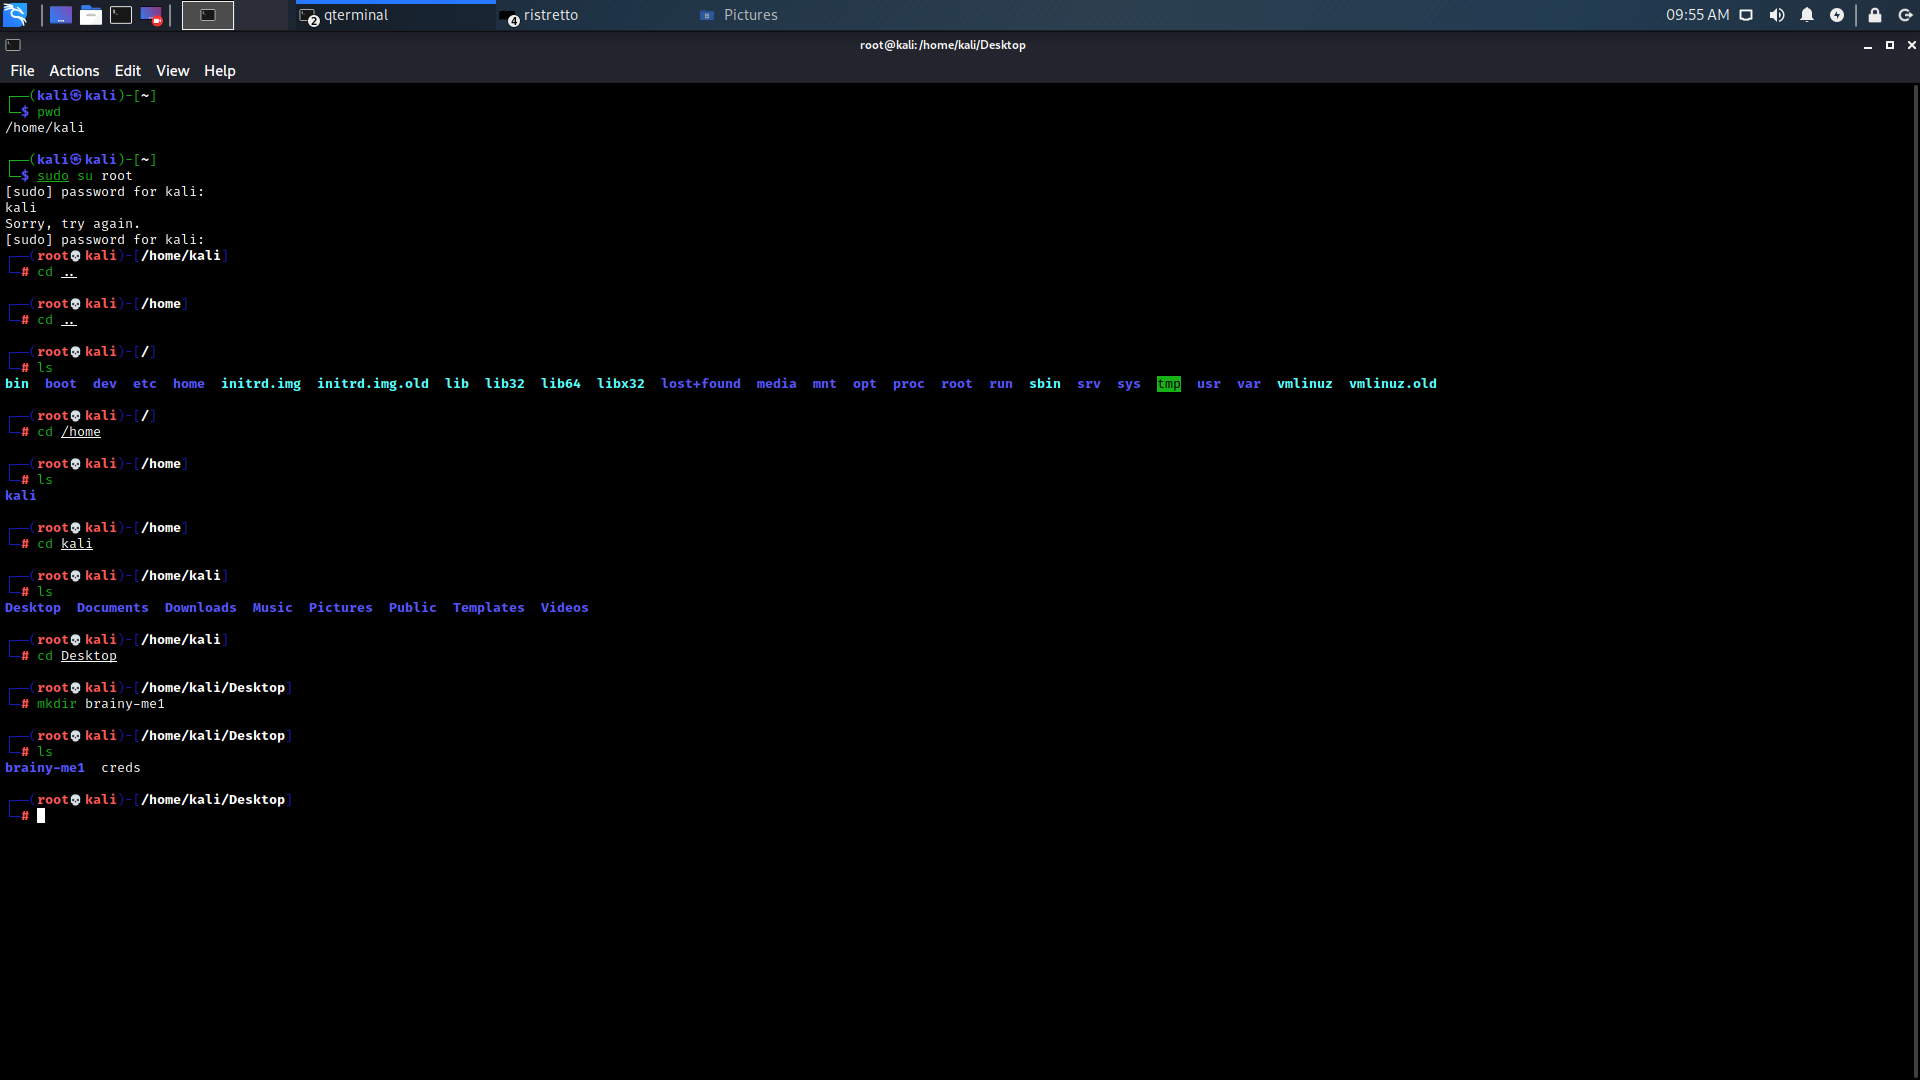 2 qterminal 4 ristretto Pictures 09:55 AM
root@kali: /home/kali/Desktop
File Actions Edit View Help
┌──(kali㉿kali)-[~]
└─$ pwd
/home/kali
┌──(kali㉿kali)-[~]
└─$ sudo su root
[sudo] password for kali:
kali
Sorry, try again.
[sudo] password for kali:
┌──(root💀kali)-[/home/kali]
└─# cd ..
┌──(root💀kali)-[/home]
└─# cd ..
┌──(root💀kali)-[/]
└─# ls
bin boot dev etc home initrd.img initrd.img.old lib lib32 lib64 libx32 lost+found media mnt opt proc root run sbin srv sys tmp usr var vmlinuz vmlinuz.old
┌──(root💀kali)-[/]
└─# cd /home
┌──(root💀kali)-[/home]
└─# ls
kali
┌──(root💀kali)-[/home]
└─# cd kali
┌──(root💀kali)-[/home/kali]
└─# ls
Desktop Documents Downloads Music Pictures Public Templates Videos
┌──(root💀kali)-[/home/kali]
└─# cd Desktop
┌──(root💀kali)-[/home/kali/Desktop]
└─# mkdir brainy-me1
┌──(root💀kali)-[/home/kali/Desktop]
└─# ls
brainy-me1 creds
┌──(root💀kali)-[/home/kali/Desktop]
└─#